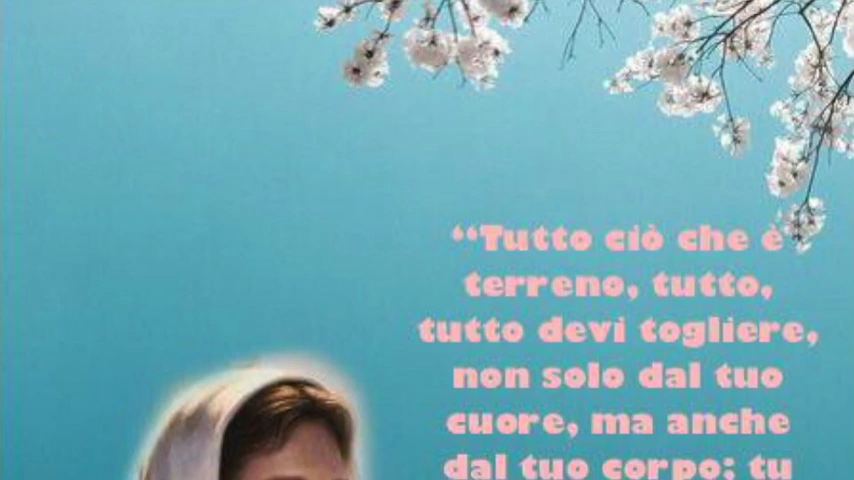 “Tutto ciò che è
terreno, tutto,
tutto devi togliere,
non solo dal tuo
cuore, ma anche
dal tuo corpo; tu